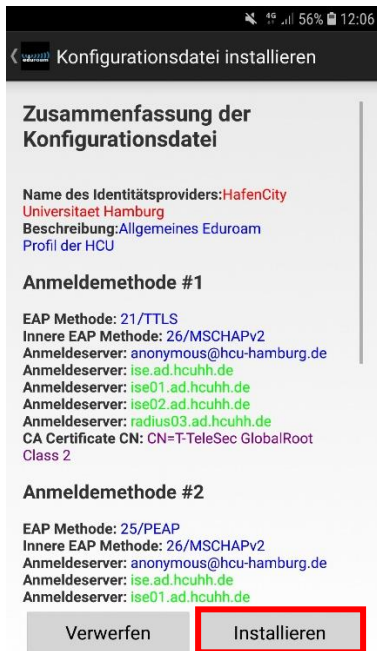 4G 56% 12:06
eduroam Konfigurationsdatei installieren
Zusammenfassung der
Konfigurationsdatei
Name des Identitätsproviders:HafenCity
Universitaet Hamburg
Beschreibung:Allgemeines Eduroam
Profil der HCU
Anmeldemethode #1
EAP Methode: 21/TTLS
Innere EAP Methode: 26/MSCHAPv2
Anmeldeserver: anonymous@hcu-hamburg.de
Anmeldeserver: ise.ad.hcuhh.de
Anmeldeserver: ise01.ad.hcuhh.de
Anmeldeserver: ise02.ad.hcuhh.de
Anmeldeserver: radius03.ad.hcuhh.de
CA Certificate CN: CN=T-TeleSec GlobalRoot
Class 2
Anmeldemethode #2
EAP Methode: 25/PEAP
Innere EAP Methode: 26/MSCHAPv2
Anmeldeserver: anonymous@hcu-hamburg.de
Anmeldeserver: ise.ad.hcuhh.de
Anmeldeserver: ise01.ad.hcuhh.de
Verwerfen Installieren